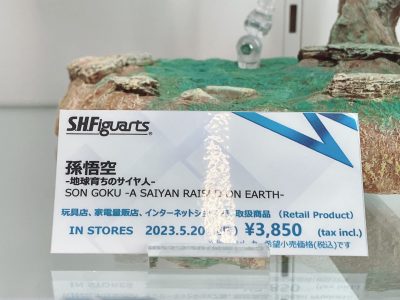 S.H.Figuarts
孫悟空
-地球育ちのサイヤ人-
SON GOKU -A SAIYAN RAIS D ON EARTH-
玩具店、家電量販店、インターネットショ 取扱商品 (Retail Product)
IN STORES 2023.5.20 ¥3,850 (tax incl.)
希望小売価格(税込)です